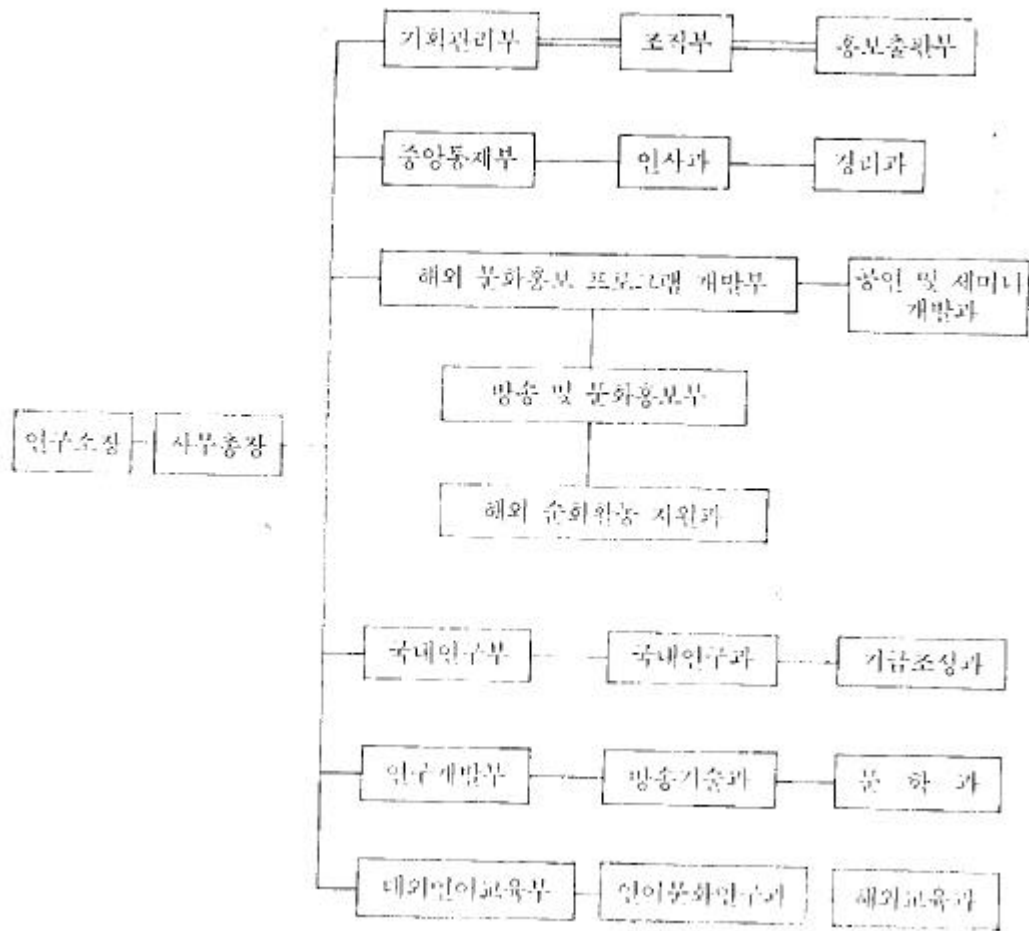 기획관리부 조직부 홍보출판부
중앙통제부 인사과 경리과
해외 문화홍보 프로그램 개발부 공연 및 세미나
개발과
방송 및 문화홍보부
연구소장 사무총장
해외 순회활동 지원과
국내연구부 국내연구과 기금조성과
연구개발부 방송기술과 문 학 과
대외언어교육부 언어문화연구과 해외교육과